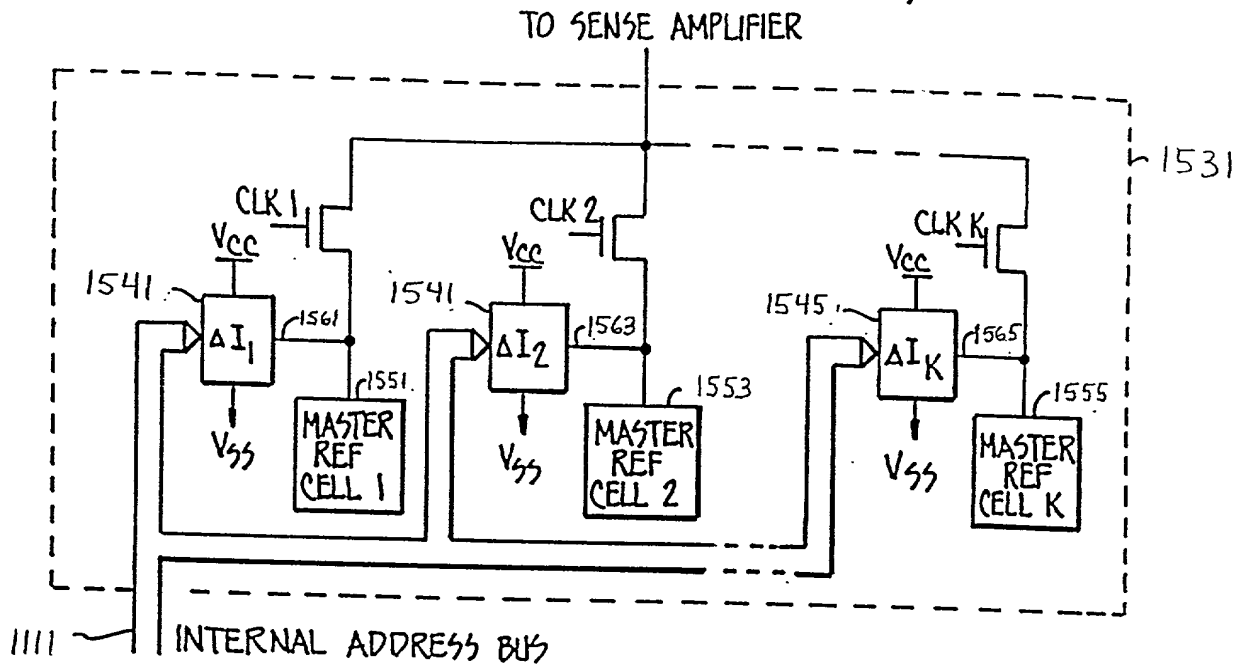 TO SENSE AMPLIFIER
1531
CLK 1
CLK 2
CLK K
VCC
VCC
VCC
1541
1541
1545
ΔI1
1561
ΔI2
1563
ΔIK
1565
1551
1553
1555
VSS
VSS
VSS
MASTER
REF
CELL 1
MASTER
REF
CELL 2
MASTER
REF
CELL K
1111
INTERNAL ADDRESS BUS